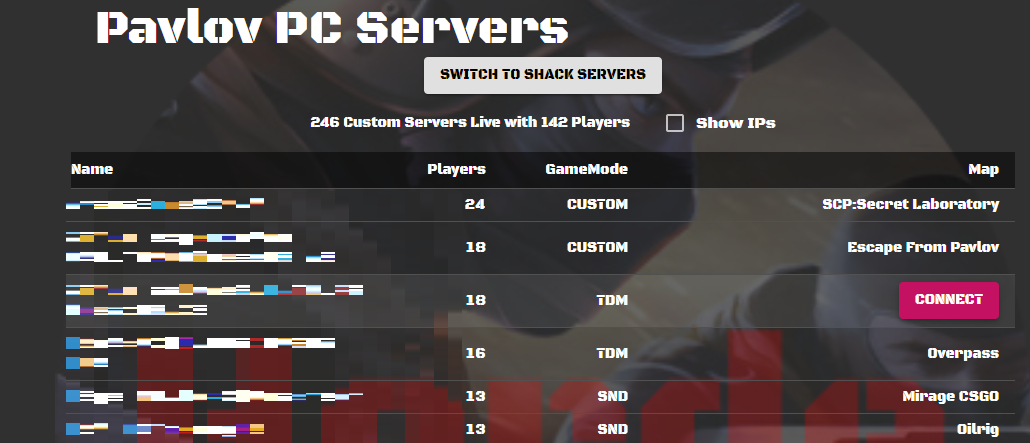 Pavlov PC Servers
SWITCH TO SHACK SERVERS
246 Custom Servers Live with 142 Players Show IPs
Name Players GameMode Map
24 CUSTOM SCP:Secret Laboratory
18 CUSTOM Escape From Pavlov
18 TDM CONNECT
16 TDM Overpass
13 SND Mirage CSGO
13 SND Oilrig